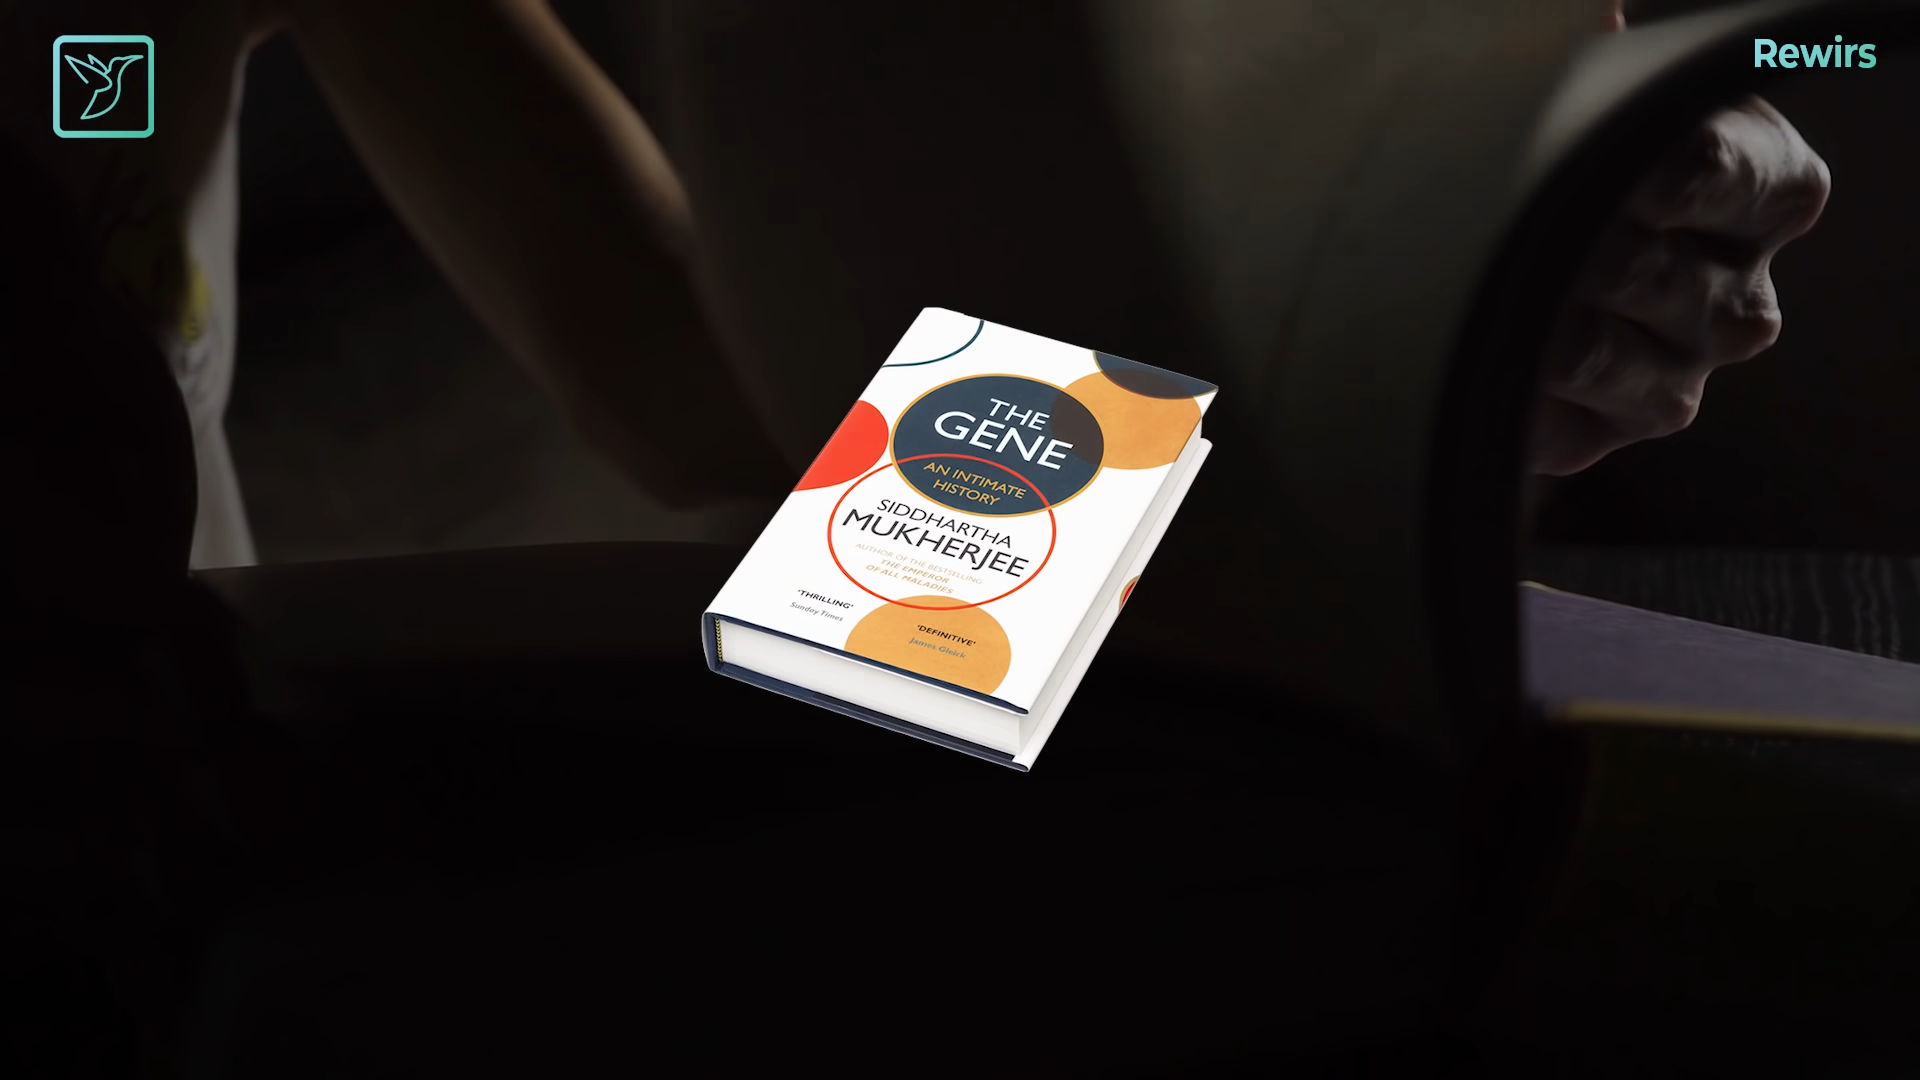 Rewirs
THE
GENE
AN INTIMATE
HISTORY
SIDDHARTHA
MUKHERJEE
AUTHOR OF THE BESTSELLING
THE EMPEROR
OF ALL MALADIES
'THRILLING'
Sunday Times
'DEFINITIVE'
James Gleick